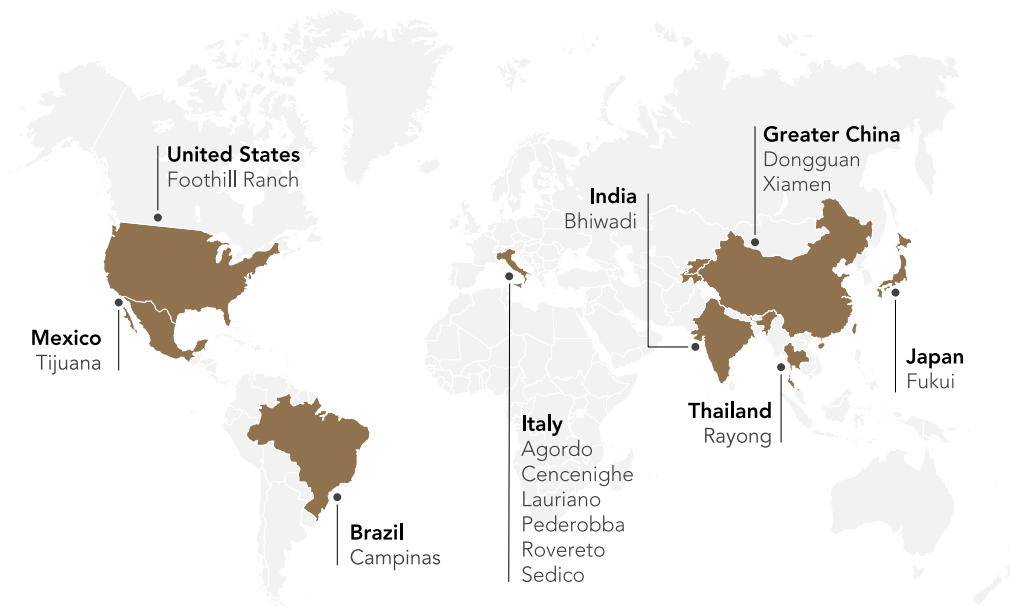 United States
Foothill Ranch
Mexico
Tijuana
Brazil
Campinas
Italy
Agordo
Cencenighe
Lauriano
Pederobba
Rovereto
Sedico
India
Bhiwadi
Greater China
Dongguan
Xiamen
Thailand
Rayong
Japan
Fukui